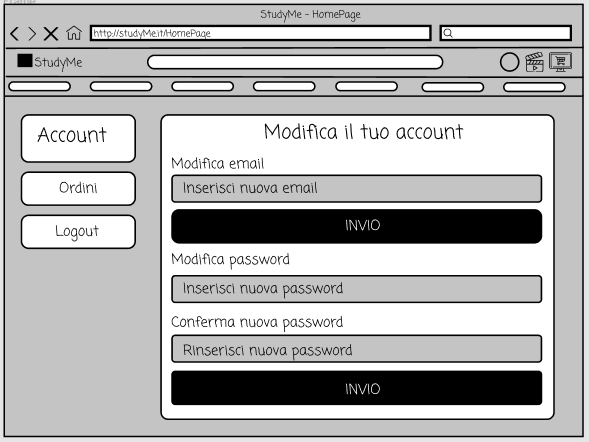 StudyMe - HomePage
http://studyMe.it/HomePage
StudyMe
Account
Ordini
Logout
Modifica il tuo account
Modifica email
Inserisci nuova email
INVIO
Modifica password
Inserisci nuova password
Conferma nuova password
Rinserisci nuova password
INVIO